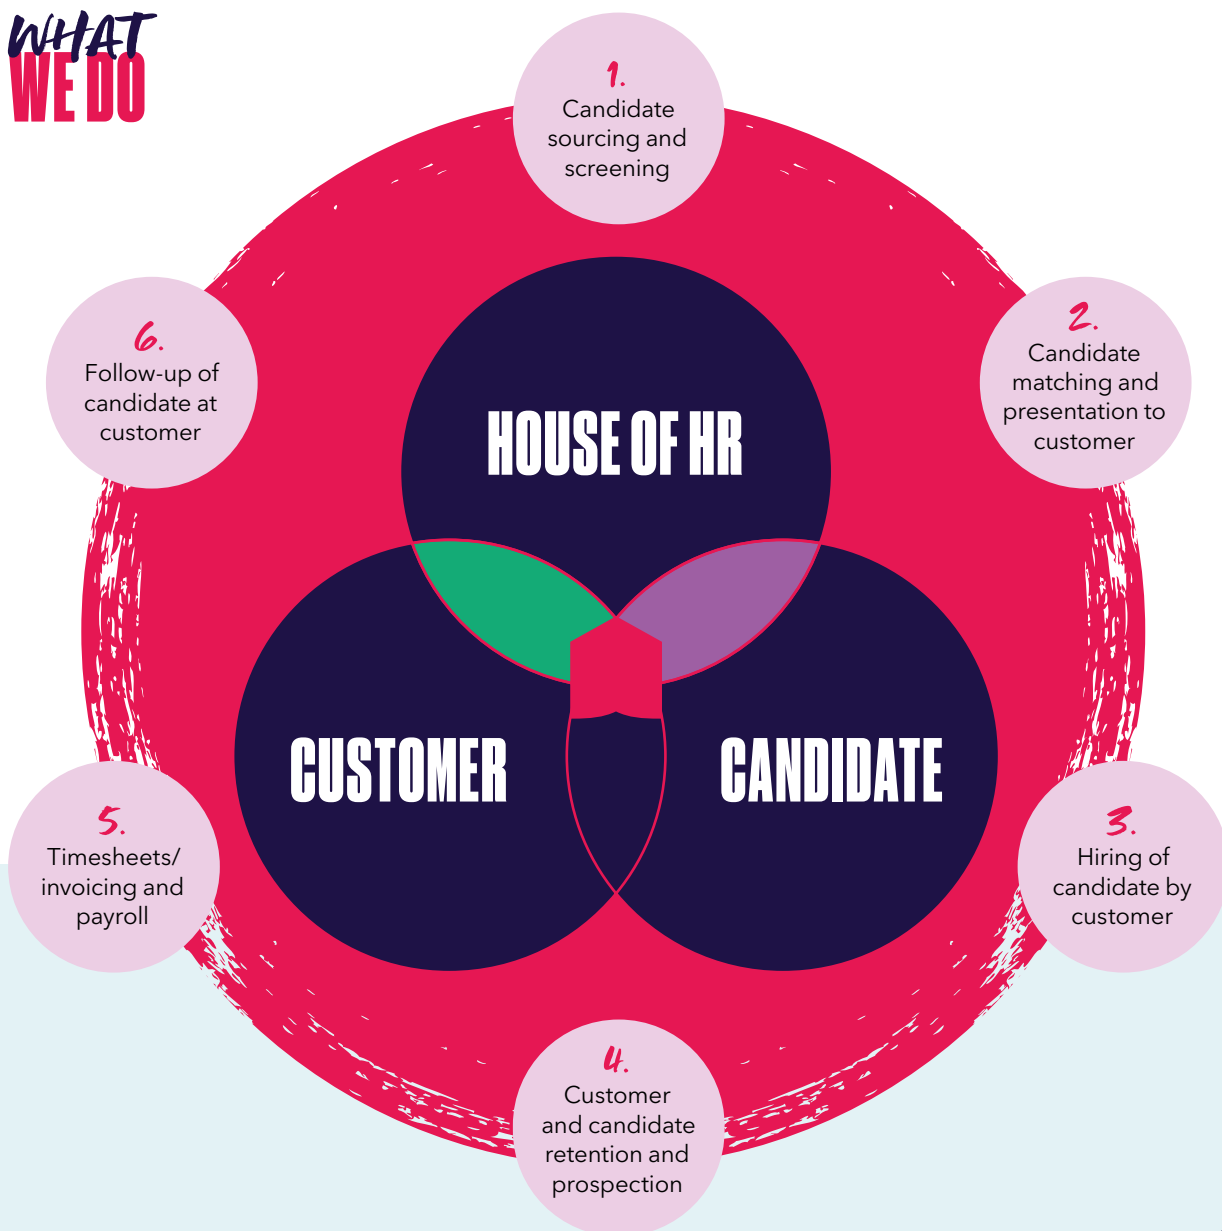 WHAT
WE DO
1.
Candidate
sourcing and
screening
2.
Candidate
matching and
presentation to
customer
3.
Hiring of
candidate by
customer
4.
Customer
and candidate
retention and
prospection
5.
Timesheets/
invoicing and
payroll
6.
Follow-up of
candidate at
customer
HOUSE OF HR
CUSTOMER
CANDIDATE